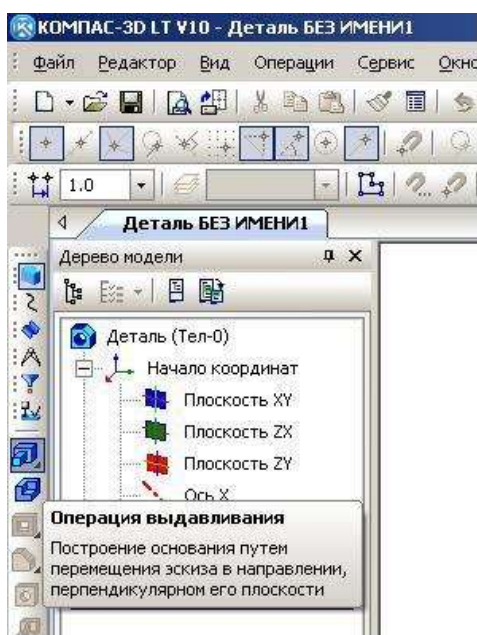 КОМПАС-3D LT V10 - Деталь БЕЗ ИМЕНИ1
Файл Редактор Вид Операции Сервис Окно
1.0
Деталь БЕЗ ИМЕНИ1
Дерево модели
Деталь (Тел-0)
Начало координат
Плоскость XY
Плоскость ZX
Плоскость ZY
Ось X
Операция выдавливания
Построение основания путем
перемещения эскиза в направлении,
перпендикулярном его плоскости